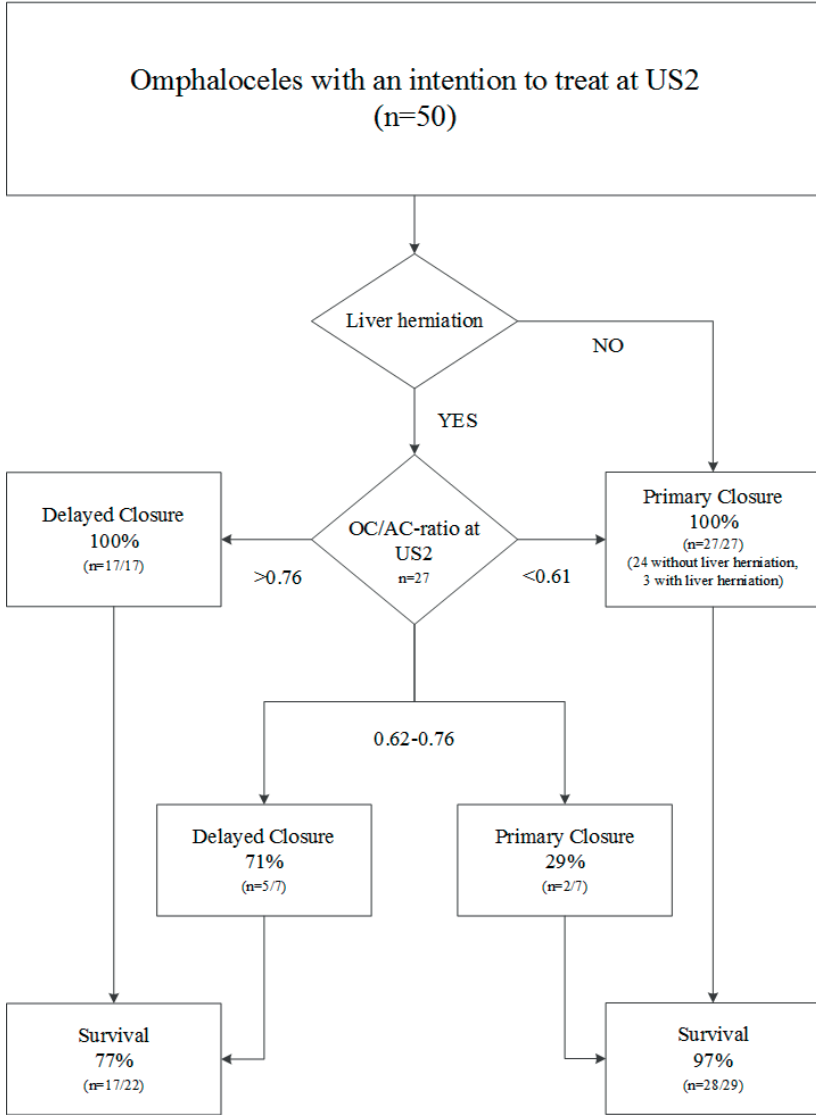 Omphaloceles with an intention to treat at US2
(n=50)
Liver herniation
NO
YES
Delayed Closure
100%
(n=17/17)
OC/AC-ratio at
US2
n=27
>0.76
<0.61
Primary Closure
100%
(n=27/27)
(24 without liver herniation,
3 with liver herniation)
0.62-0.76
Delayed Closure
71%
(n=5/7)
Primary Closure
29%
(n=2/7)
Survival
77%
(n=17/22)
Survival
97%
(n=28/29)